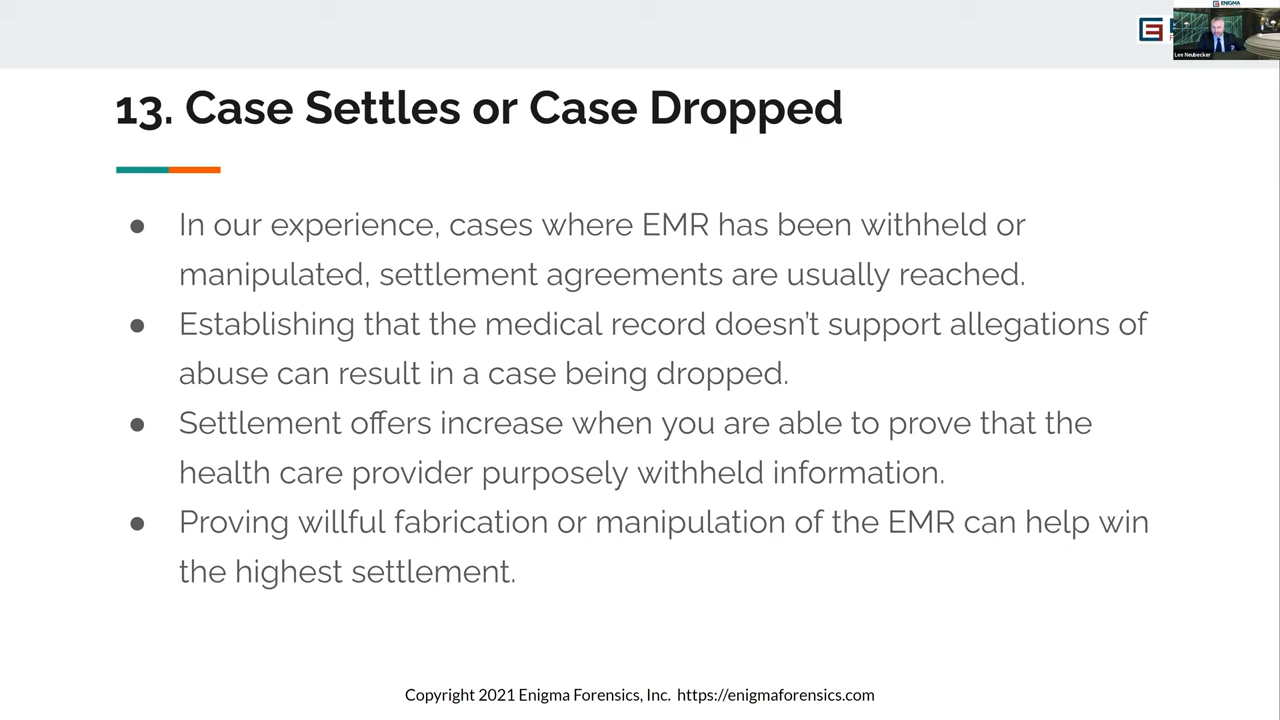 ENIGMA
Lee Neubecker
13. Case Settles or Case Dropped
● In our experience, cases where EMR has been withheld or
manipulated, settlement agreements are usually reached.
● Establishing that the medical record doesn’t support allegations of
abuse can result in a case being dropped.
● Settlement offers increase when you are able to prove that the
health care provider purposely withheld information.
● Proving willful fabrication or manipulation of the EMR can help win
the highest settlement.
Copyright 2021 Enigma Forensics, Inc. https://enigmaforensics.com